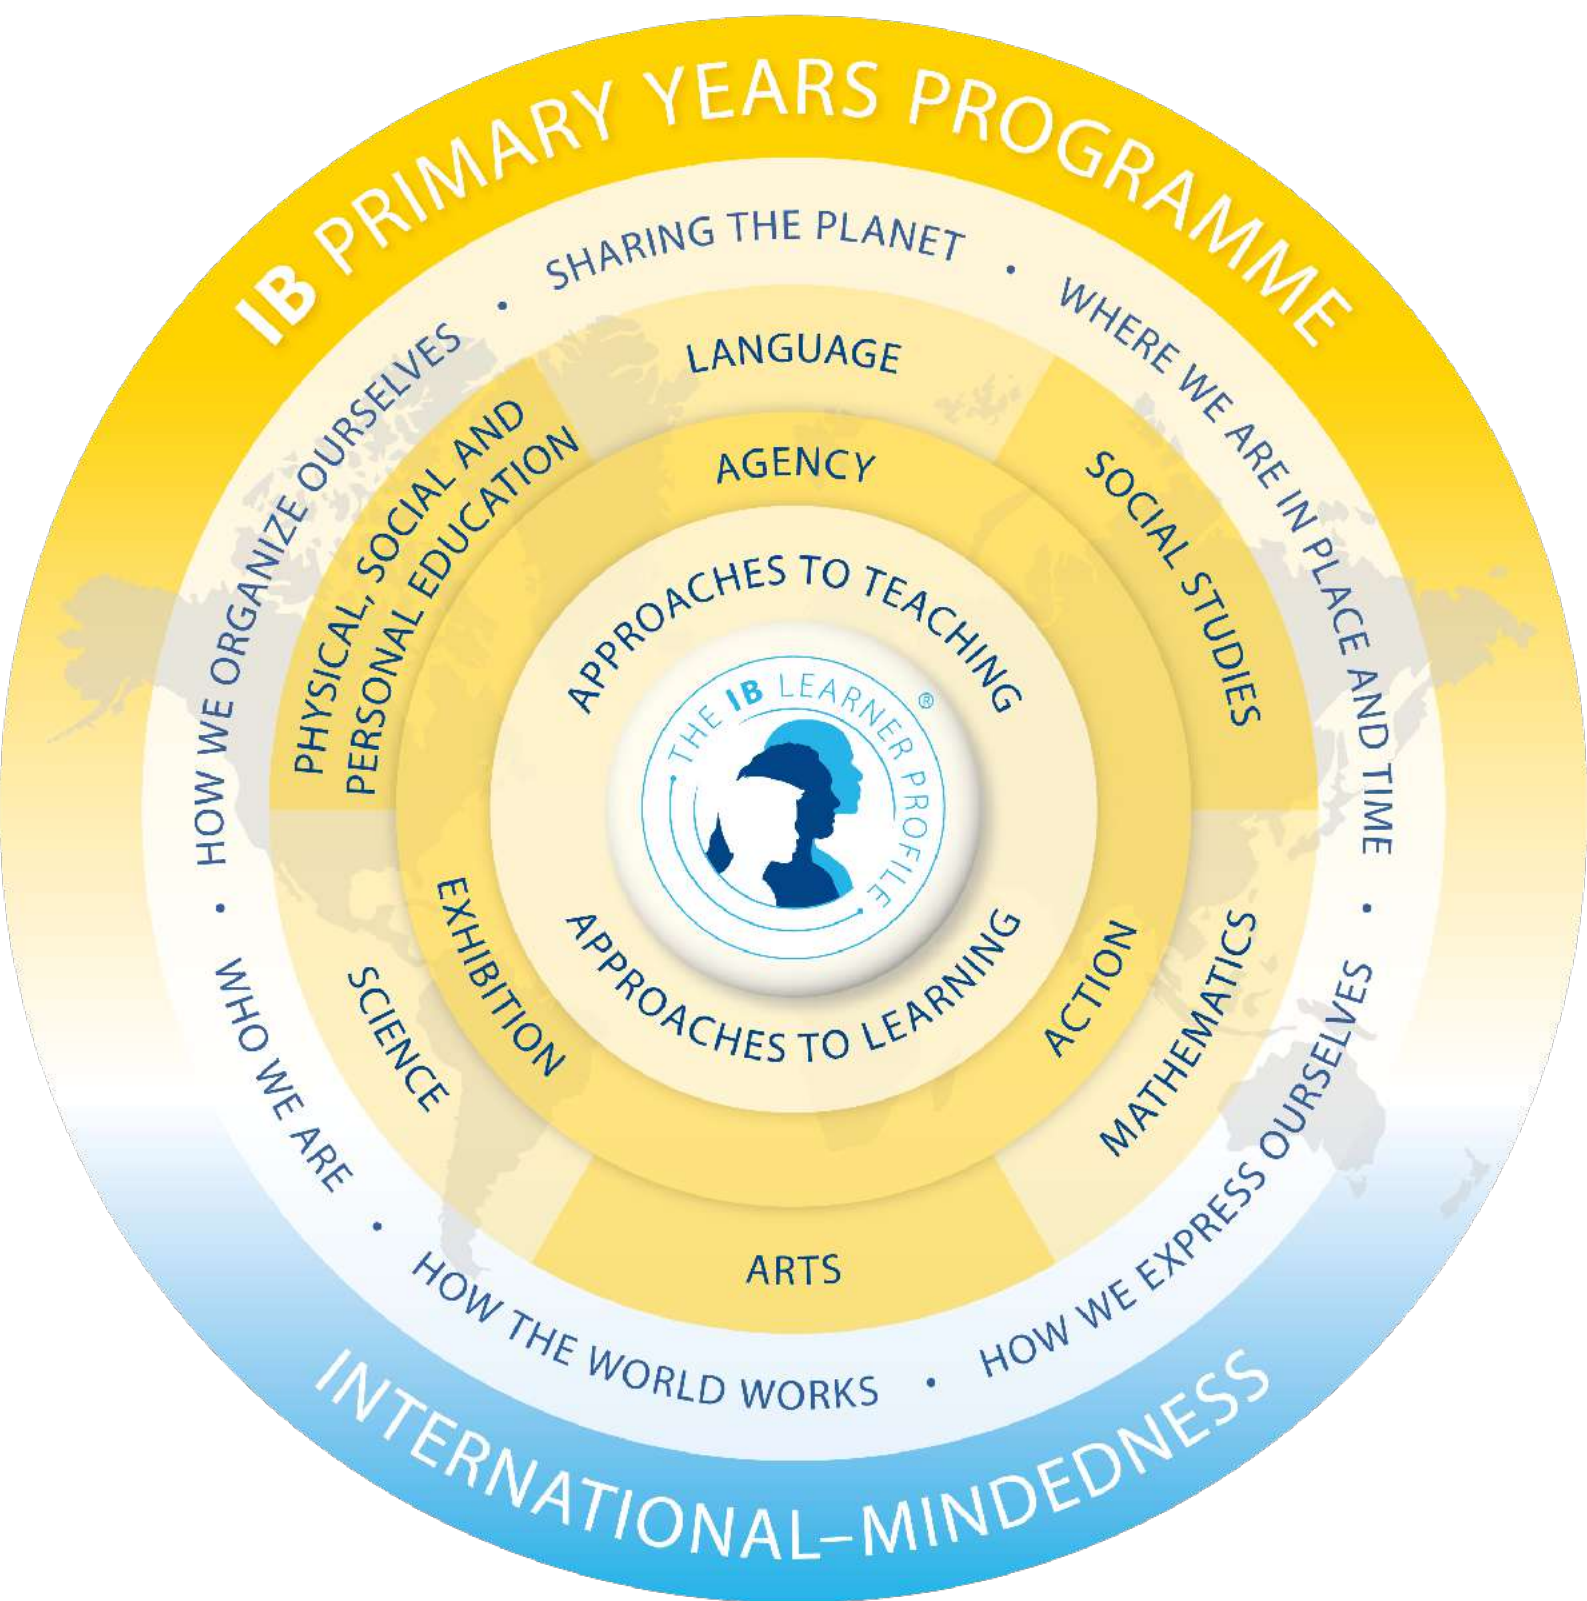 IB PRIMARY YEARS PROGRAMME
SHARING THE PLANET
•
WHERE WE ARE IN PLACE AND TIME
•
HOW WE EXPRESS OURSELVES
•
HOW THE WORLD WORKS
•
WHO WE ARE
•
HOW WE ORGANIZE OURSELVES
•
LANGUAGE
SOCIAL STUDIES
MATHEMATICS
ARTS
SCIENCE
PHYSICAL, SOCIAL AND
PERSONAL EDUCATION
AGENCY
ACTION
EXHIBITION
APPROACHES TO TEACHING
THE IB LEARNER PROFILE ®
APPROACHES TO LEARNING
INTERNATIONAL–MINDEDNESS